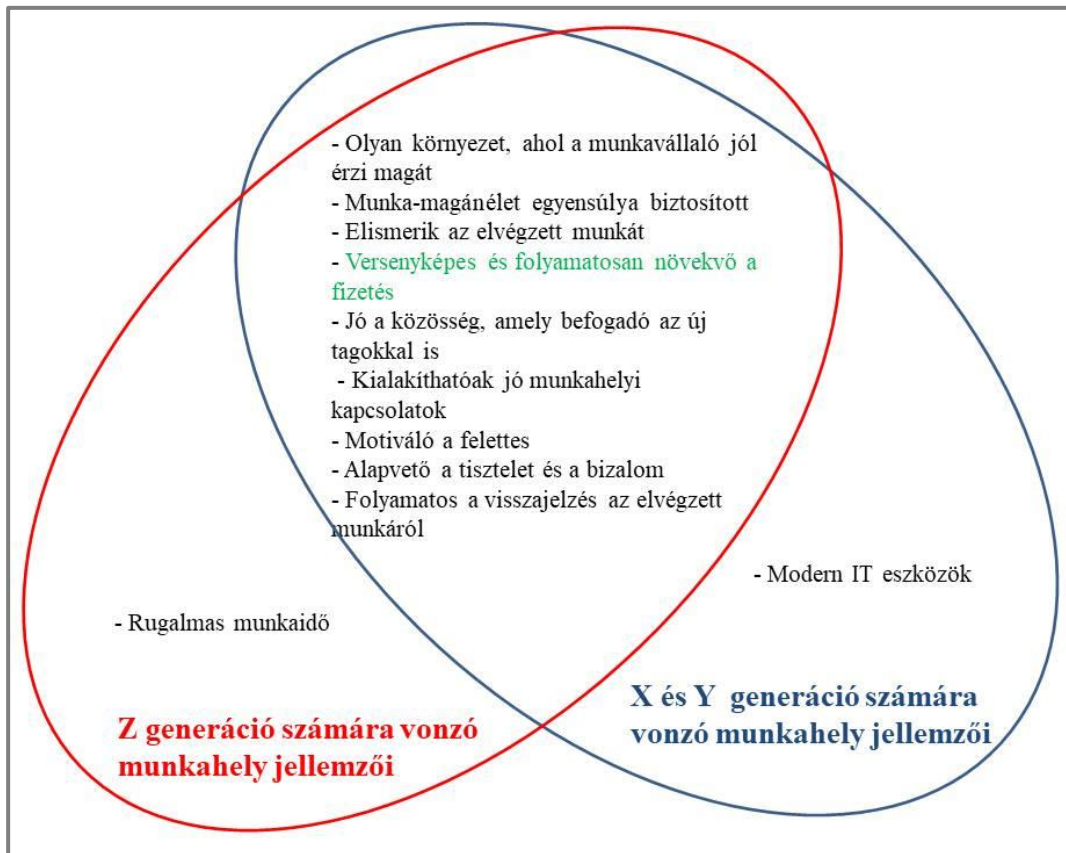 - Olyan környezet, ahol a munkavállaló jól
érzi magát
- Munka-magánélet egyensúlya biztosított
- Elismerik az elvégzett munkát
- Versenyképes és folyamatosan növekvő a
fizetés
- Jó a közösség, amely befogadó az új
tagokkal is
- Kialakíthatóak jó munkahelyi
kapcsolatok
- Motiváló a felettes
- Alapvető a tisztelet és a bizalom
- Folyamatos a visszajelzés az elvégzett
munkáról
- Modern IT eszközök
- Rugalmas munkaidő
Z generáció számára vonzó
munkahely jellemzői
X és Y generáció számára
vonzó munkahely jellemzői